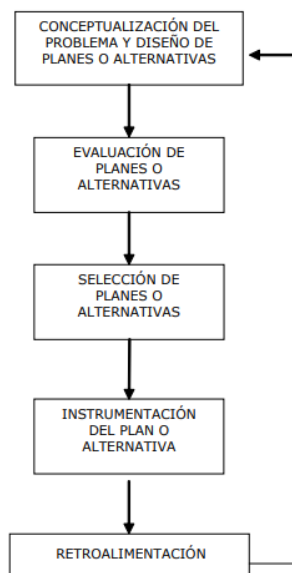 CONCEPTUALIZACIÓN DEL
PROBLEMA Y DISEÑO DE
PLANES O ALTERNATIVAS
EVALUACIÓN DE
PLANES O
ALTERNATIVAS
SELECCIÓN DE
PLANES O
ALTERNATIVAS
INSTRUMENTACIÓN
DEL PLAN O
ALTERNATIVA
RETROALIMENTACIÓN